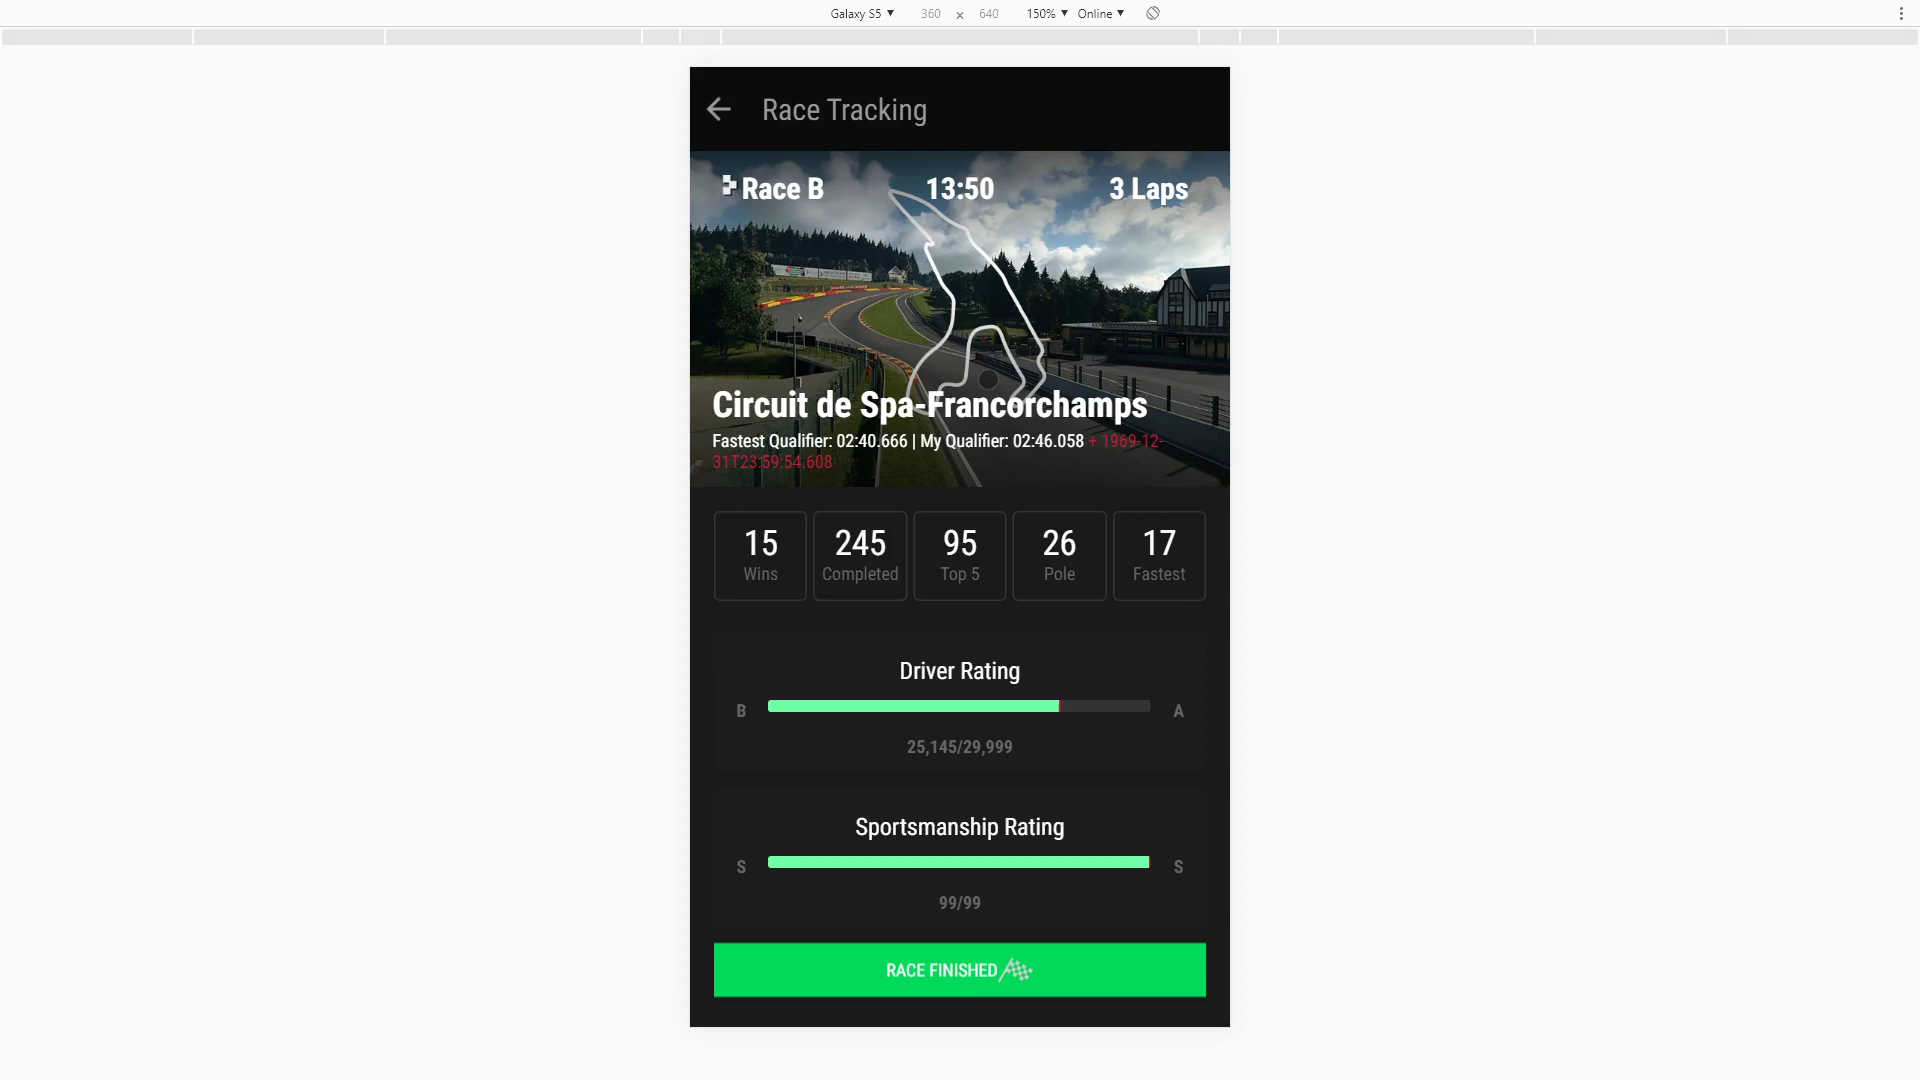 Galaxy S5 ▼ 360 × 640 150% ▼ Online ▼
Race Tracking
Race B 13:50 3 Laps
Circuit de Spa-Francorchamps
Fastest Qualifier: 02:40.666 | My Qualifier: 02:46.058 + 1969-12-
31T23:59:54.608
15 245 95 26 17
Wins Completed Top 5 Pole Fastest
Driver Rating
B A
25,145/29,999
Sportsmanship Rating
S S
99/99
RACE FINISHED